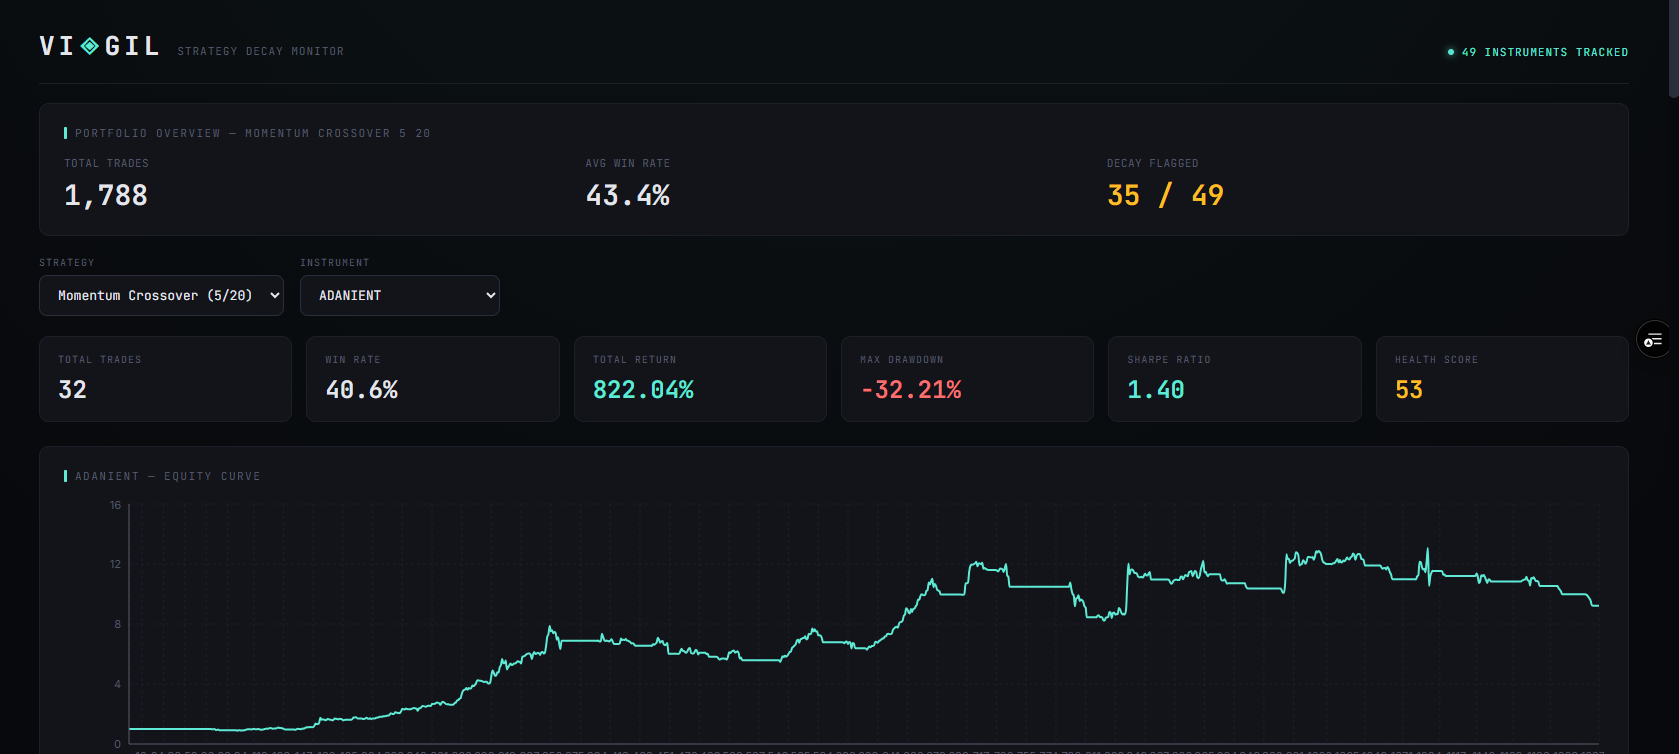 VI◈GIL STRATEGY DECAY MONITOR
49 INSTRUMENTS TRACKED
PORTFOLIO OVERVIEW — MOMENTUM CROSSOVER 5 20
TOTAL TRADES AVG WIN RATE DECAY FLAGGED
1,788 43.4% 35 / 49
STRATEGY INSTRUMENT
Momentum Crossover (5/20) ADANIENT
TOTAL TRADES WIN RATE TOTAL RETURN MAX DRAWDOWN SHARPE RATIO HEALTH SCORE
32 40.6% 822.04% -32.21% 1.40 53
ADANIENT — EQUITY CURVE
16
12
8
4
0